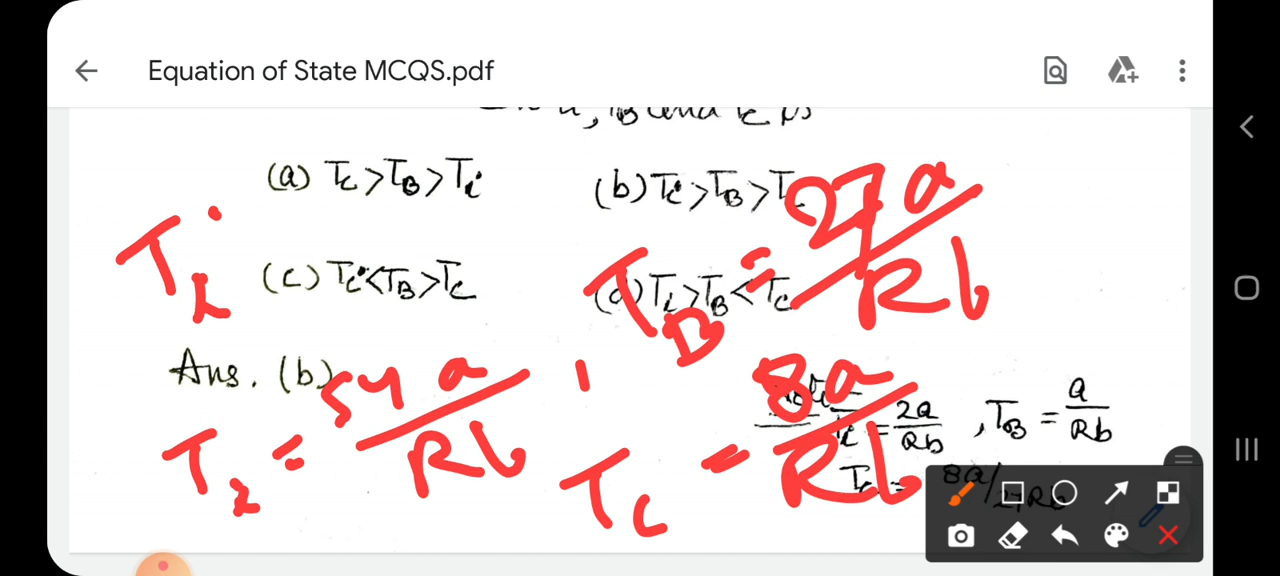 Equation of State MCQS.pdf
(a) Tc > TB > Ti
(b) Ti > TB > T
(c) Ti < TB > Tc
(d) Ti > TB < Tc
Ans. (b)
Ti = 2a/Rb , TB = a/Rb
Tc = 8a/27Rb
Ti
TB = 27a/Rb
Ti = 54a/Rb , Tc = 8a/Rb